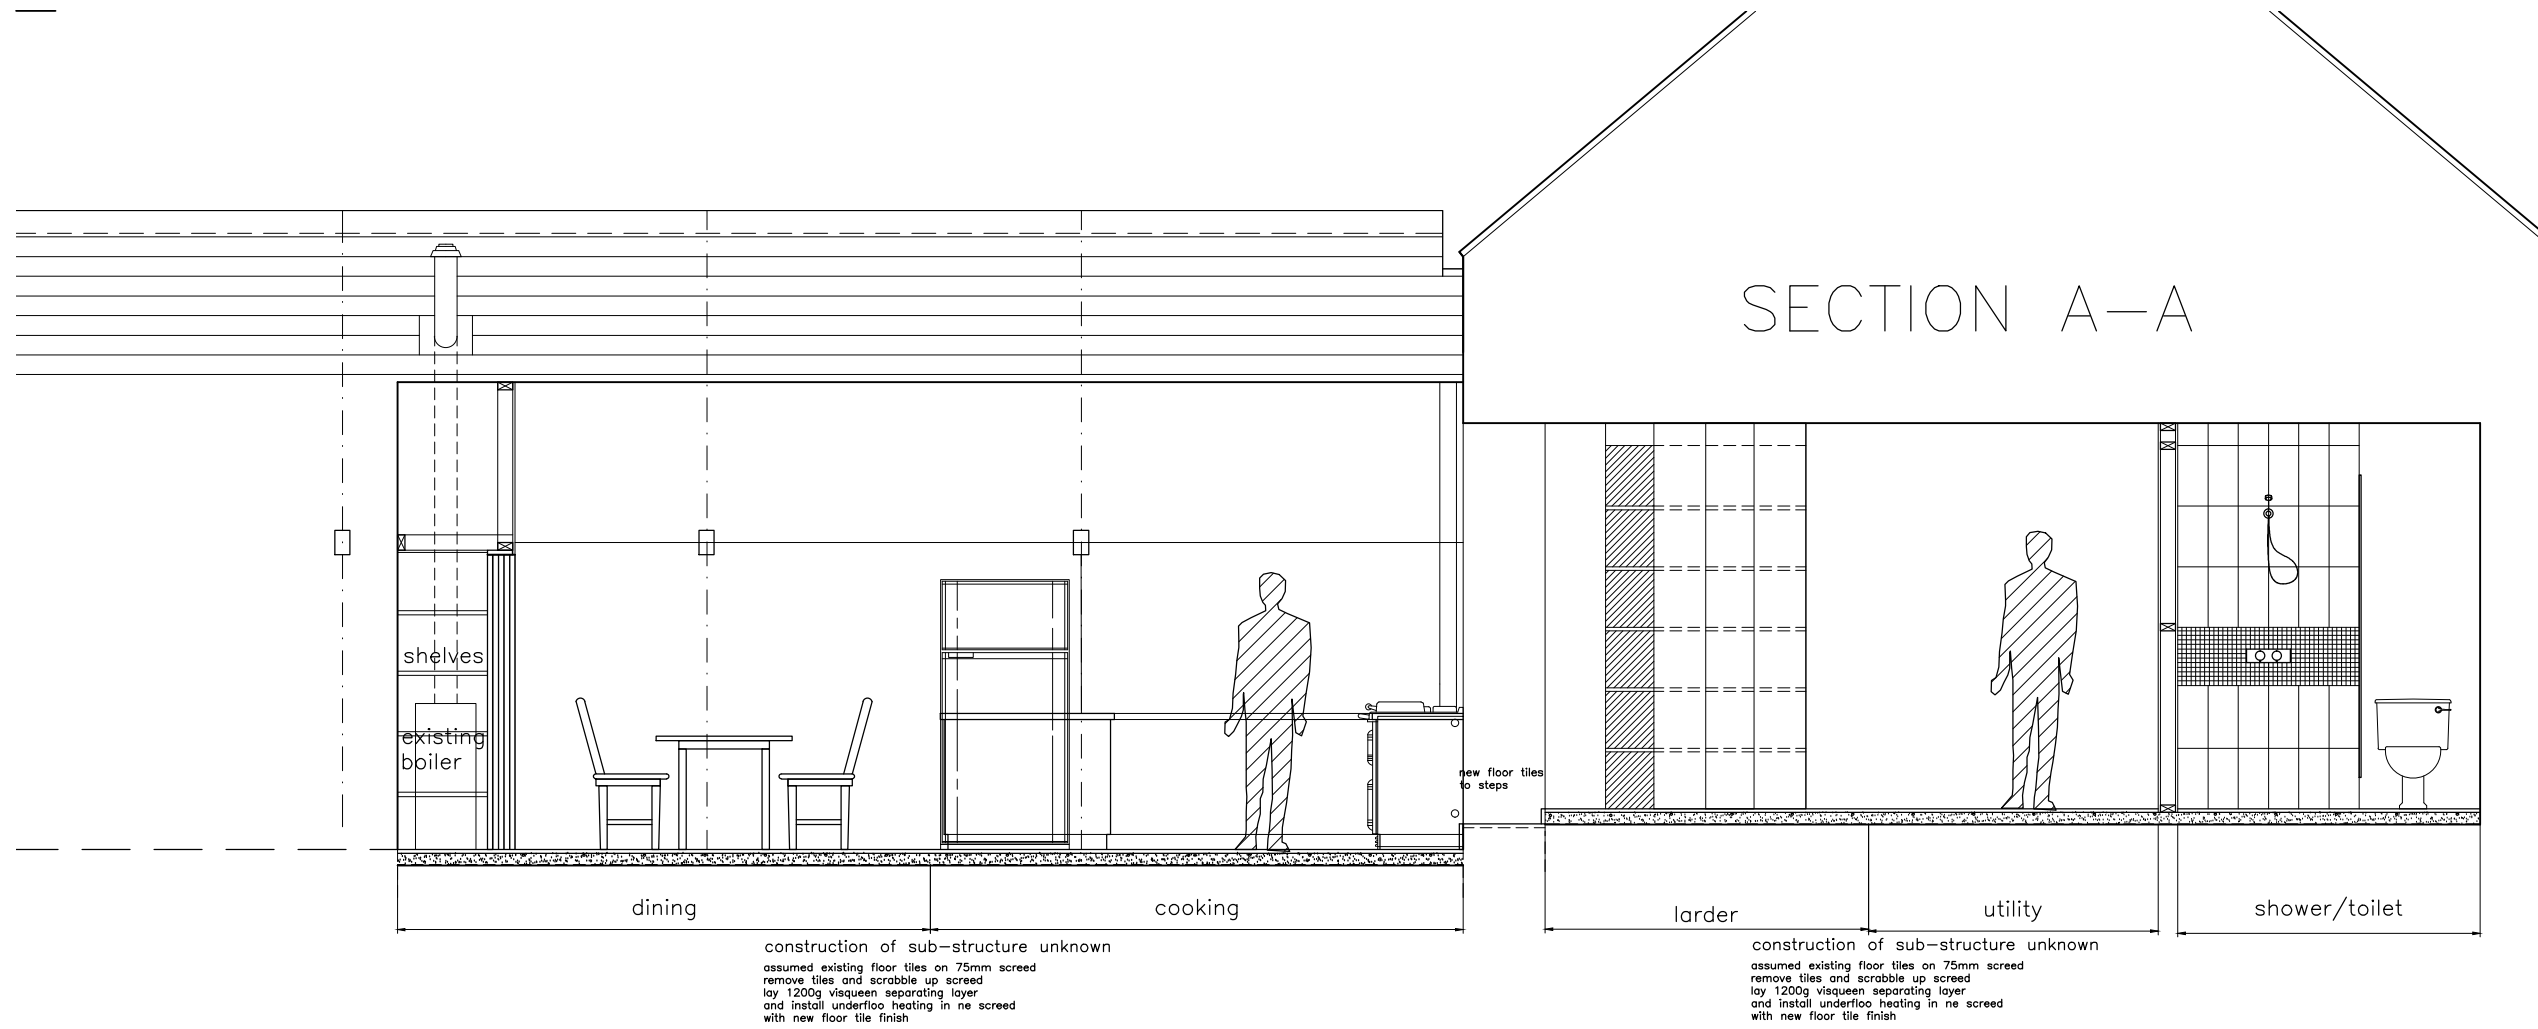 SECTION A–A
shelves
existing
boiler
new floor tiles
to steps
dining
cooking
larder
utility
shower/toilet
construction of sub–structure unknown
assumed existing floor tiles on 75mm screed
remove tiles and scrabble up screed
lay 1200g visqueen separating layer
and install underfloo heating in ne screed
with new floor tile finish
construction of sub–structure unknown
assumed existing floor tiles on 75mm screed
remove tiles and scrabble up screed
lay 1200g visqueen separating layer
and install underfloo heating in ne screed
with new floor tile finish